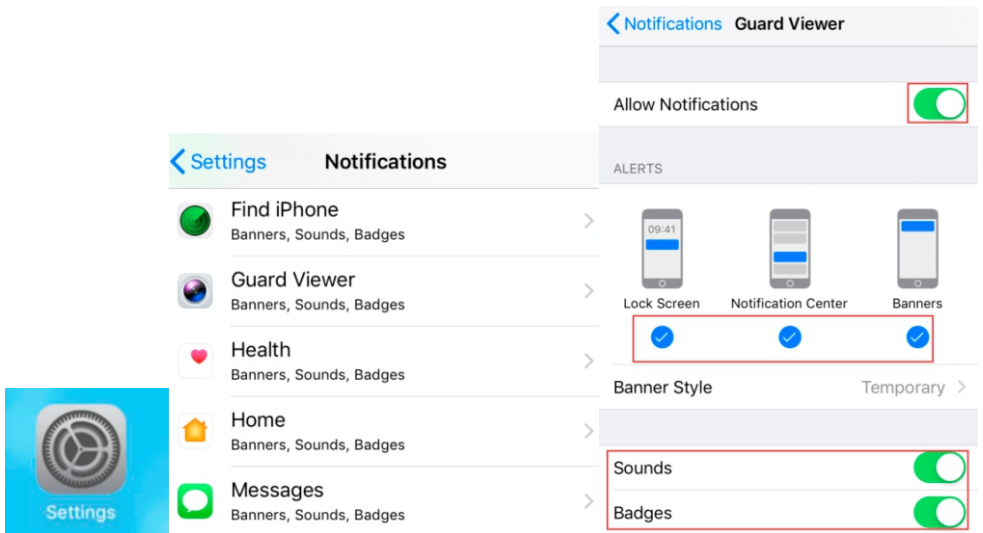 Settings
Settings Notifications
Find iPhone
Banners, Sounds, Badges
Guard Viewer
Banners, Sounds, Badges
Health
Banners, Sounds, Badges
Home
Banners, Sounds, Badges
Messages
Banners, Sounds, Badges
Notifications Guard Viewer
Allow Notifications
ALERTS
09:41
Lock Screen Notification Center Banners
Banner Style Temporary
Sounds
Badges